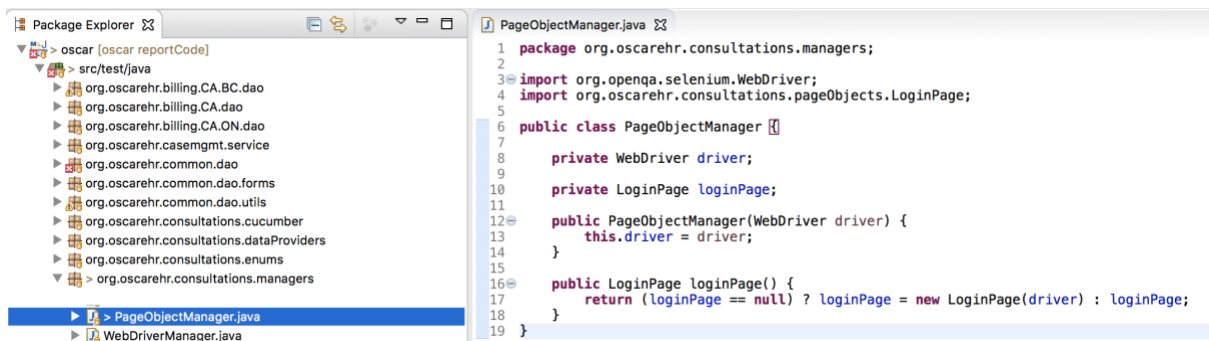 Package Explorer
> oscar [oscar reportCode]
> src/test/java
org.oscarehr.billing.CA.BC.dao
org.oscarehr.billing.CA.dao
org.oscarehr.billing.CA.ON.dao
org.oscarehr.casemgmt.service
org.oscarehr.common.dao
org.oscarehr.common.dao.forms
org.oscarehr.common.dao.utils
org.oscarehr.consultations.cucumber
org.oscarehr.consultations.dataProviders
org.oscarehr.consultations.enums
> org.oscarehr.consultations.managers
> PageObjectManager.java
WebDriverManager.java
PageObjectManager.java
1 package org.oscarehr.consultations.managers;
2
3 import org.openqa.selenium.WebDriver;
4 import org.oscarehr.consultations.pageObjects.LoginPage;
5
6 public class PageObjectManager {
7
8 private WebDriver driver;
9
10 private LoginPage loginPage;
11
12 public PageObjectManager(WebDriver driver) {
13 this.driver = driver;
14 }
15
16 public LoginPage loginPage() {
17 return (loginPage == null) ? loginPage = new LoginPage(driver) : loginPage;
18 }
19 }